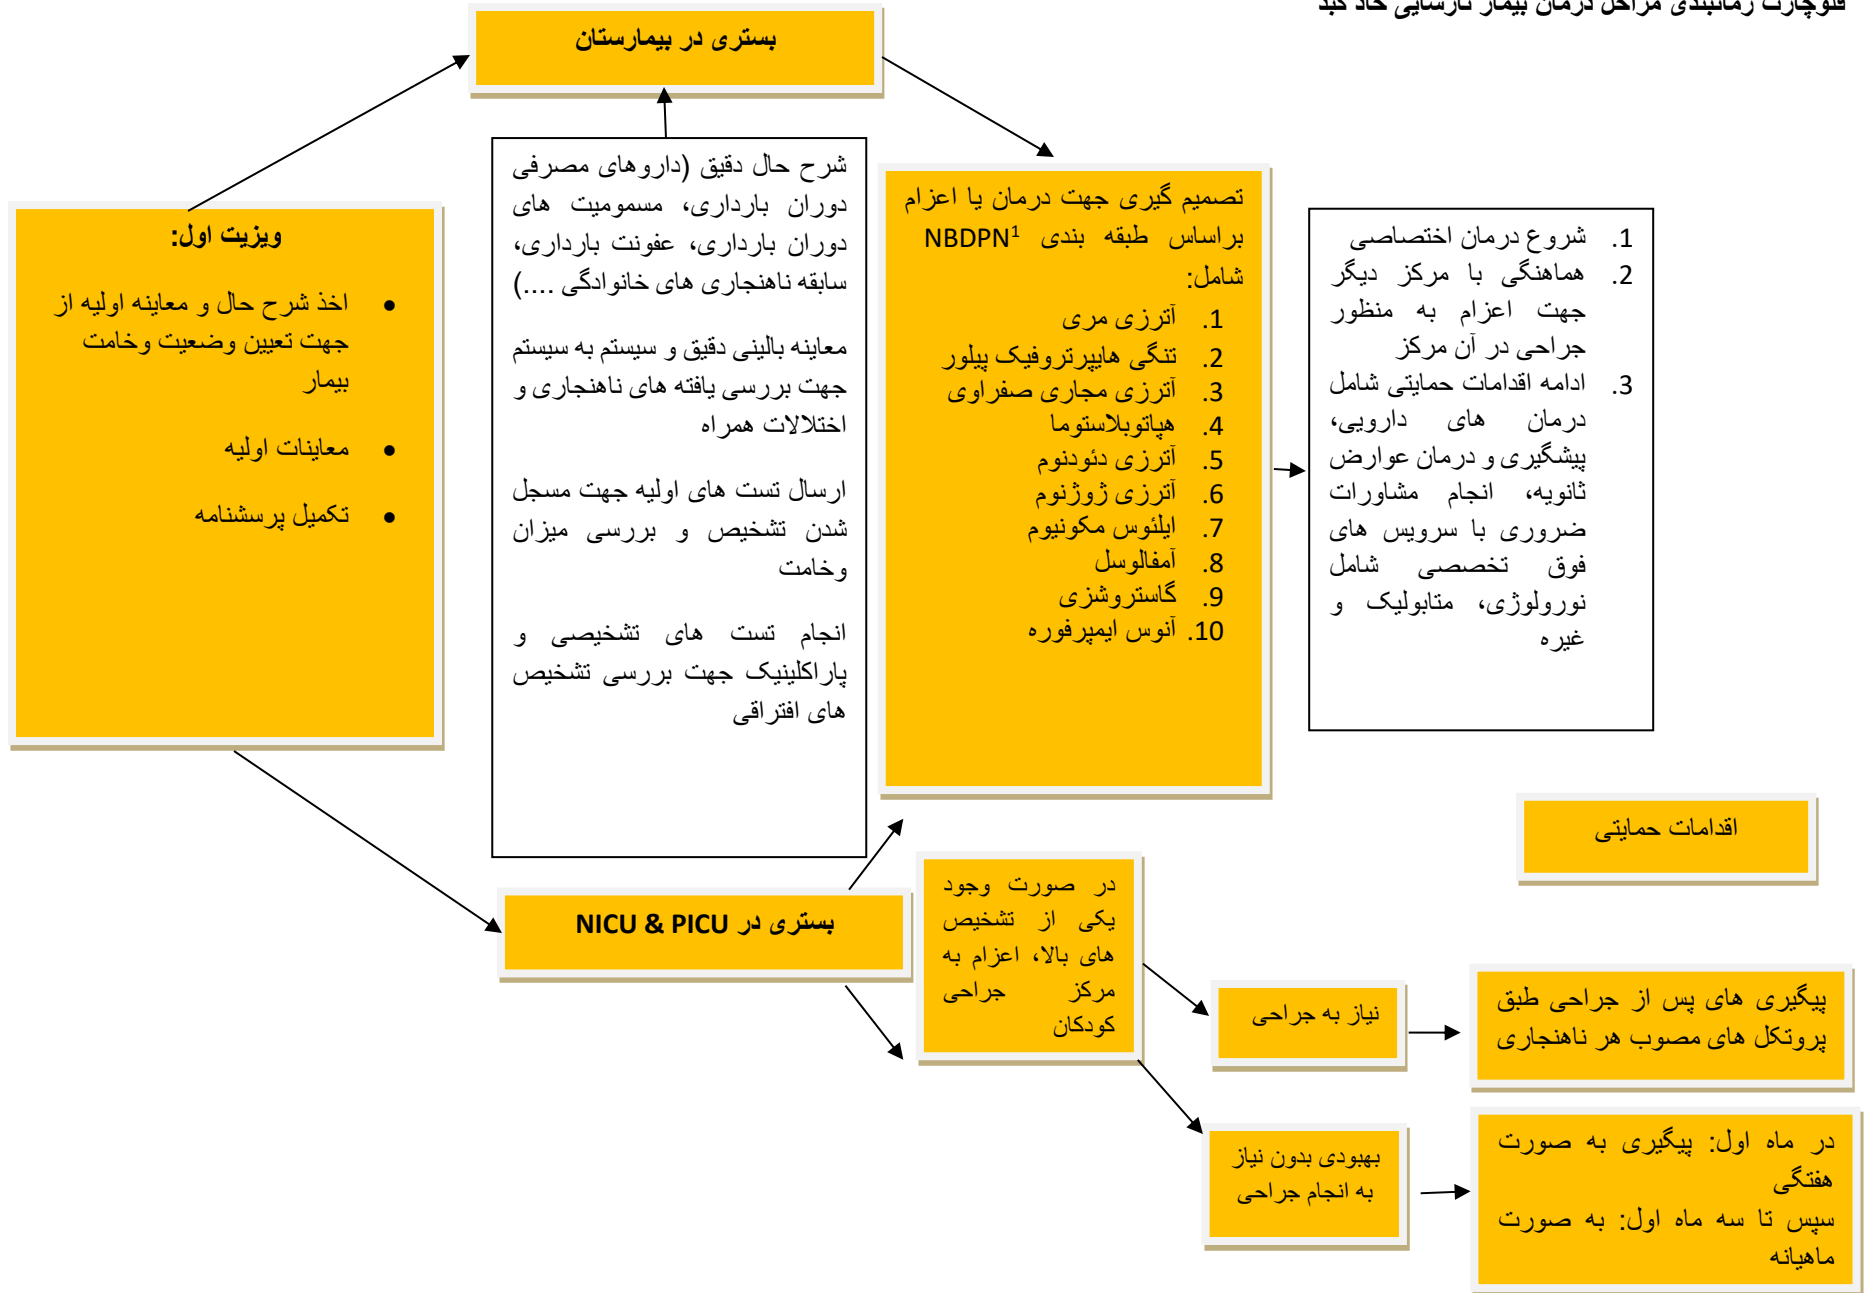 فلوچارت زمانبندی مراحل درمان بیمار نارسایی حاد کبد
بستری در بیمارستان
ویزیت اول:
● اخذ شرح حال و معاینه اولیه از
جهت تعیین وضعیت وخامت
بیمار
● معاینات اولیه
● تکمیل پرسشنامه
شرح حال دقیق (داروهای مصرفی
دوران بارداری، مسمومیت های
دوران بارداری، عفونت بارداری،
سابقه ناهنجاری های خانوادگی ....)
معاینه بالینی دقیق و سیستم به سیستم
جهت بررسی یافته های ناهنجاری و
اختلالات همراه
ارسال تست های اولیه جهت مسجل
شدن تشخیص و بررسی میزان
وخامت
انجام تست های تشخیصی و
پاراکلینیک جهت بررسی تشخیص
های افتراقی
تصمیم گیری جهت درمان یا اعزام
براساس طبقه بندی NBDPN¹
شامل:
1. آترزی مری
2. تنگی هایپرتروفیک پیلور
3. آترزی مجاری صفراوی
4. هپاتوبلاستوما
5. آترزی دئودنوم
6. آترزی ژوژنوم
7. ایلئوس مکونیوم
8. آمفالوسل
9. گاستروشزی
10. آنوس ایمپرفوره
1. شروع درمان اختصاصی
2. هماهنگی با مرکز دیگر
جهت اعزام به منظور
جراحی در آن مرکز
3. ادامه اقدامات حمایتی شامل
درمان های دارویی،
پیشگیری و درمان عوارض
ثانویه، انجام مشاورات
ضروری با سرویس های
فوق تخصصی شامل
نورولوژی، متابولیک و
غیره
اقدامات حمایتی
بستری در NICU & PICU
در صورت وجود
یکی از تشخیص
های بالا، اعزام به
مرکز جراحی
کودکان
نیاز به جراحی
پیگیری های پس از جراحی طبق
پروتکل های مصوب هر ناهنجاری
بهبودی بدون نیاز
به انجام جراحی
در ماه اول: پیگیری به صورت
هفتگی
سپس تا سه ماه اول: به صورت
ماهیانه